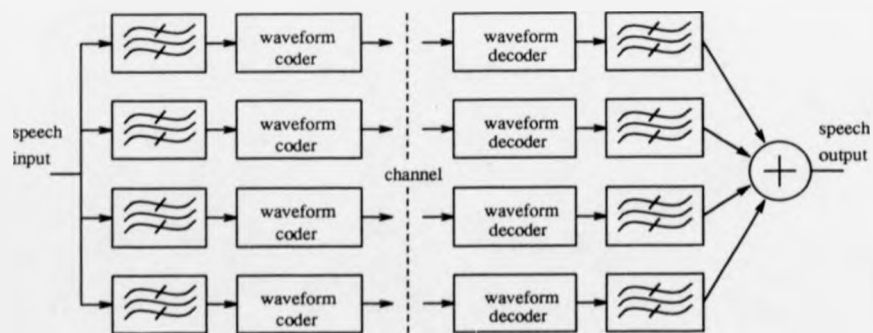 waveform
coder
waveform
decoder
waveform
coder
waveform
decoder
speech
input
speech
output
channel
waveform
coder
waveform
decoder
waveform
coder
waveform
decoder